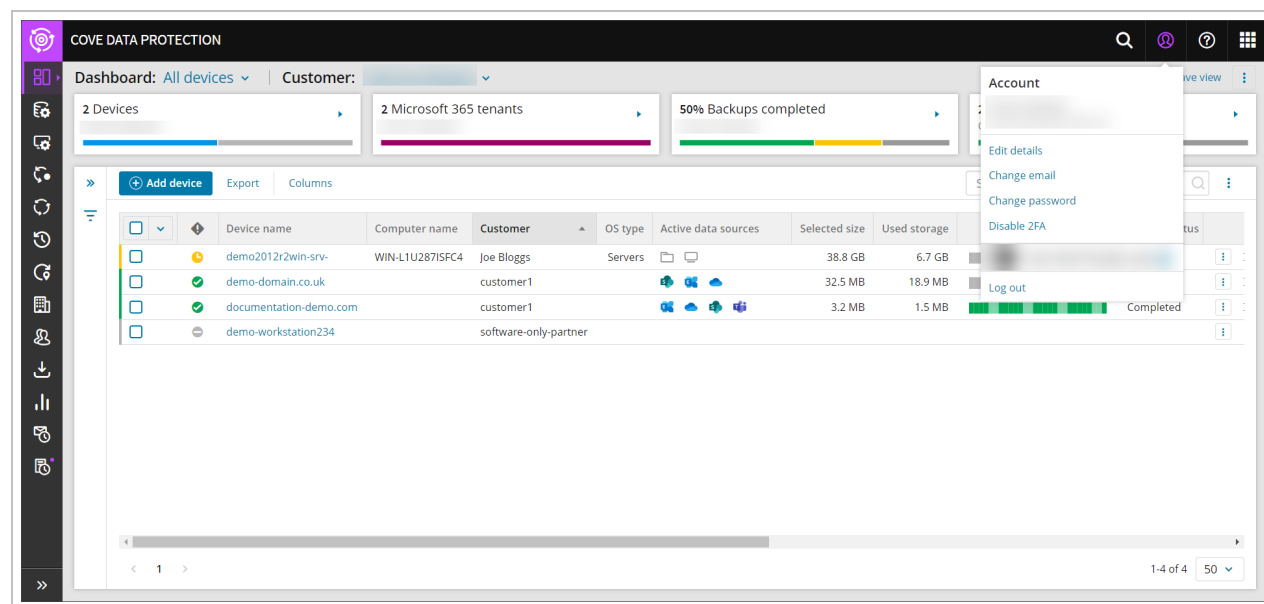 COVE DATA PROTECTION
Dashboard: All devices Customer:
ve view
2 Devices
2 Microsoft 365 tenants
50% Backups completed
Account
Edit details
Change email
Change password
Disable 2FA
Log out
Add device Export Columns
Device name Computer name Customer OS type Active data sources Selected size Used storage tus
demo2012r2win-srv- WIN-L1U287ISFC4 Joe Bloggs Servers 38.8 GB 6.7 GB
demo-domain.co.uk customer1 32.5 MB 18.9 MB
documentation-demo.com customer1 3.2 MB 1.5 MB Completed
demo-workstation234 software-only-partner
1
1-4 of 4 50